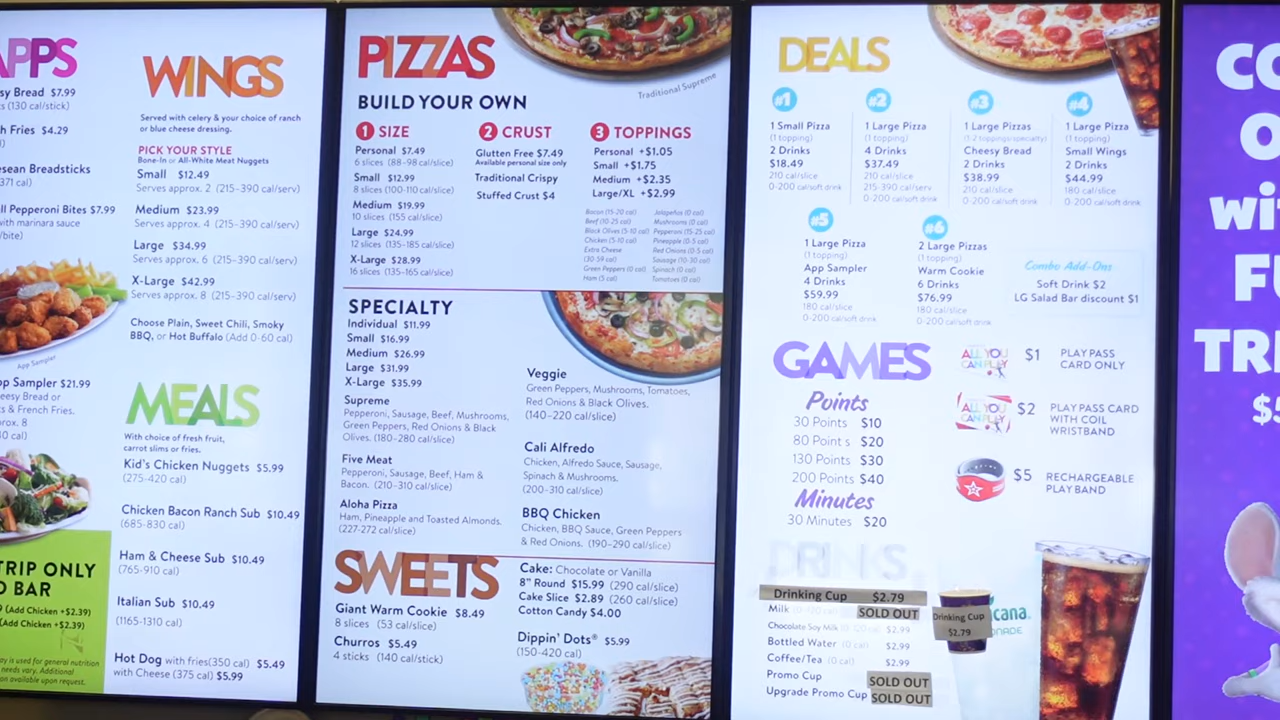 APPS
sy Bread $7.99
(130 cal/stick)
h Fries $4.29
esean Breadsticks
371 cal)
ll Pepperoni Bites $7.99
with marinara sauce
/bite)
App Sampler
pp Sampler $21.99
eesy Bread or
s & French Fries.
rox. 8
0 cal)
TRIP ONLY
D BAR
9 (Add Chicken +$2.39)
(Add Chicken +$2.39)
ay is used for general nutrition
needs vary. Additional
on available upon request.
WINGS
Served with celery & your choice of ranch
or blue cheese dressing.
PICK YOUR STYLE
Bone-In or All-White Meat Nuggets
Small $12.49
Serves approx. 2 (215-390 cal/serv)
Medium $23.99
Serves approx. 4 (215-390 cal/serv)
Large $34.99
Serves approx. 6 (215-390 cal/serv)
X-Large $42.99
Serves approx. 8 (215-390 cal/serv)
Choose Plain, Sweet Chili, Smoky
BBQ, or Hot Buffalo (Add 0-60 cal)
MEALS
With choice of fresh fruit,
carrot slims or fries.
Kid's Chicken Nuggets $5.99
(275-420 cal)
Chicken Bacon Ranch Sub $10.49
(685-830 cal)
Ham & Cheese Sub $10.49
(765-910 cal)
Italian Sub $10.49
(1165-1310 cal)
Hot Dog with fries(350 cal) $5.49
with Cheese (375 cal) $5.99
PIZZAS
Traditional Supreme
BUILD YOUR OWN
1 SIZE
Personal $7.49
6 slices (88-98 cal/slice)
Small $12.99
8 slices (100-110 cal/slice)
Medium $19.99
10 slices (155 cal/slice)
Large $24.99
12 slices (135-185 cal/slice)
X-Large $28.99
16 slices (135-165 cal/slice)
2 CRUST
Gluten Free $7.49
Available personal size only
Traditional Crispy
Stuffed Crust $4
3 TOPPINGS
Personal +$1.05
Small +$1.75
Medium +$2.35
Large/XL +$2.99
Bacon (15-20 cal)
Beef (10-25 cal)
Black Olives (5-10 cal)
Chicken (5-10 cal)
Extra Cheese
(30-59 cal)
Green Peppers (0 cal)
Ham (5 cal)
Jalapeños (0 cal)
Mushrooms (0 cal)
Pepperoni (15-25 cal)
Pineapple (0-5 cal)
Red Onions (0-5 cal)
Sausage (10-30 cal)
Spinach (0 cal)
Tomatoes (0 cal)
SPECIALTY
Individual $11.99
Small $16.99
Medium $26.99
Large $31.99
X-Large $35.99
Supreme
Pepperoni, Sausage, Beef, Mushrooms,
Green Peppers, Red Onions & Black
Olives. (180-280 cal/slice)
Five Meat
Pepperoni, Sausage, Beef, Ham &
Bacon. (210-310 cal/slice)
Aloha Pizza
Ham, Pineapple and Toasted Almonds.
(227-272 cal/slice)
Veggie
Green Peppers, Mushrooms, Tomatoes,
Red Onions & Black Olives.
(140-220 cal/slice)
Cali Alfredo
Chicken, Alfredo Sauce, Sausage,
Spinach & Mushrooms.
(200-310 cal/slice)
BBQ Chicken
Chicken, BBQ Sauce, Green Peppers
& Red Onions. (190-290 cal/slice)
SWEETS
Giant Warm Cookie $8.49
8 slices (53 cal/slice)
Churros $5.49
4 sticks (140 cal/stick)
Cake: Chocolate or Vanilla
8" Round $15.99 (290 cal/slice)
Cake Slice $2.89 (260 cal/slice)
Cotton Candy $4.00
Dippin' Dots® $5.99
(150-420 cal)
DEALS
#1
1 Small Pizza
(1 topping)
2 Drinks
$18.49
210 cal/slice
0-200 cal/soft drink
#2
1 Large Pizza
(1 topping)
4 Drinks
$37.49
210 cal/slice
215-390 cal/serv
0-200 cal/soft drink
#3
1 Large Pizzas
(1-2 toppings/specialty)
Cheesy Bread
2 Drinks
$38.99
210 cal/slice
0-200 cal/soft drink
#4
1 Large Pizza
(1 topping)
Small Wings
2 Drinks
$44.99
180 cal/slice
0-200 cal/soft drink
#5
1 Large Pizza
(1 topping)
App Sampler
4 Drinks
$59.99
180 cal/slice
0-200 cal/soft drink
#6
2 Large Pizzas
(1 topping)
Warm Cookie
6 Drinks
$76.99
180 cal/slice
0-200 cal/soft drink
Combo Add-Ons
Soft Drink $2
LG Salad Bar discount $1
GAMES
Points
30 Points $10
80 Points $20
130 Points $30
200 Points $40
Minutes
30 Minutes $20
ALL YOU CAN PLAY $1 PLAY PASS
CARD ONLY
ALL YOU CAN PLAY $2 PLAY PASS CARD
WITH COIL
WRISTBAND
$5 RECHARGEABLE
PLAY BAND
DRINKS
Drinking Cup $2.79
Milk SOLD OUT
Chocolate Soy Milk $2.99
Bottled Water (0 cal) $2.99
Coffee/Tea (0 cal) $2.99
Promo Cup SOLD OUT
Upgrade Promo Cup SOLD OUT
Drinking Cup
$2.79
cana.
ONADE
CO
O
wi
FU
TRI
$5